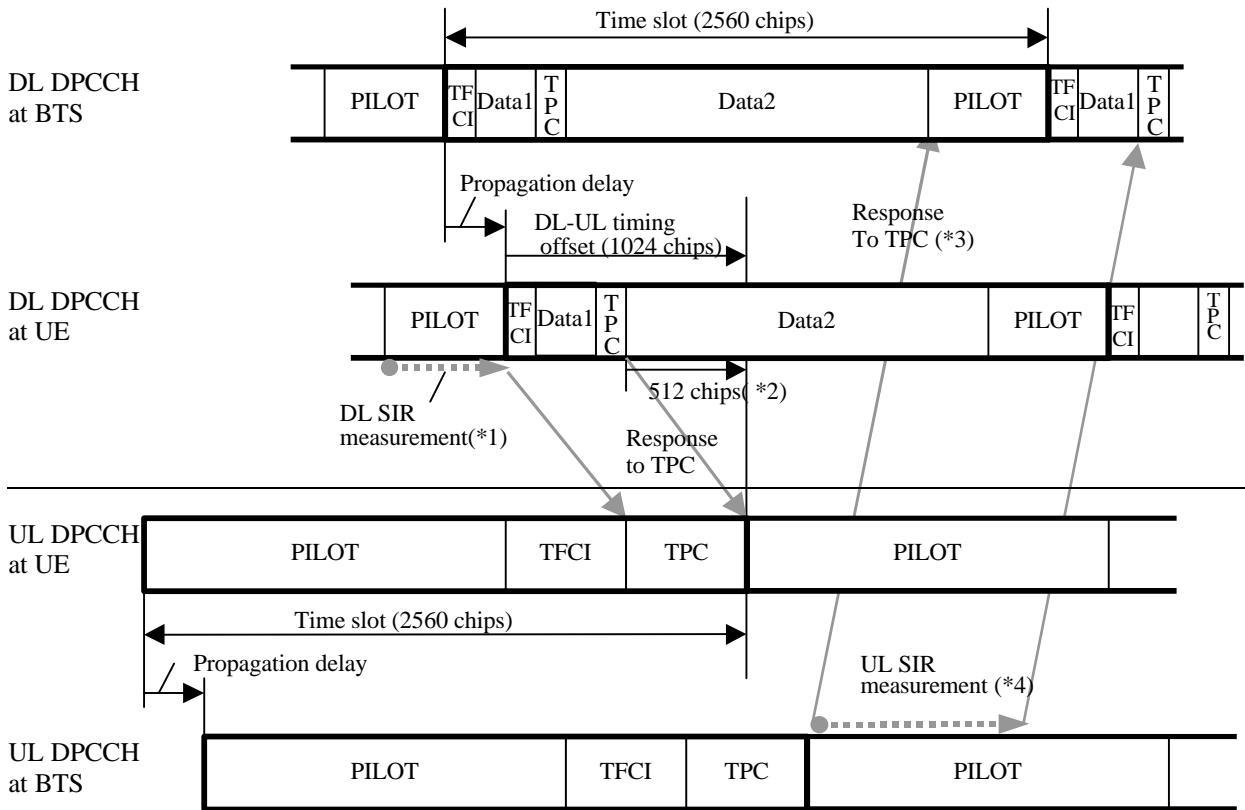 Time slot (2560 chips)
DL DPCCH
at BTS
PILOT
TF
CI
Data1
T
P
C
Data2
PILOT
TF
CI
Data1
T
P
C
Propagation delay
DL-UL timing
offset (1024 chips)
Response
To TPC (*3)
DL DPCCH
at UE
PILOT
TF
CI
Data1
T
P
C
Data2
PILOT
TF
CI
T
P
C
512 chips( *2)
DL SIR
measurement(*1)
Response
to TPC
UL DPCCH
at UE
PILOT
TFCI
TPC
PILOT
Time slot (2560 chips)
Propagation delay
UL SIR
measurement (*4)
UL DPCCH
at BTS
PILOT
TFCI
TPC
PILOT